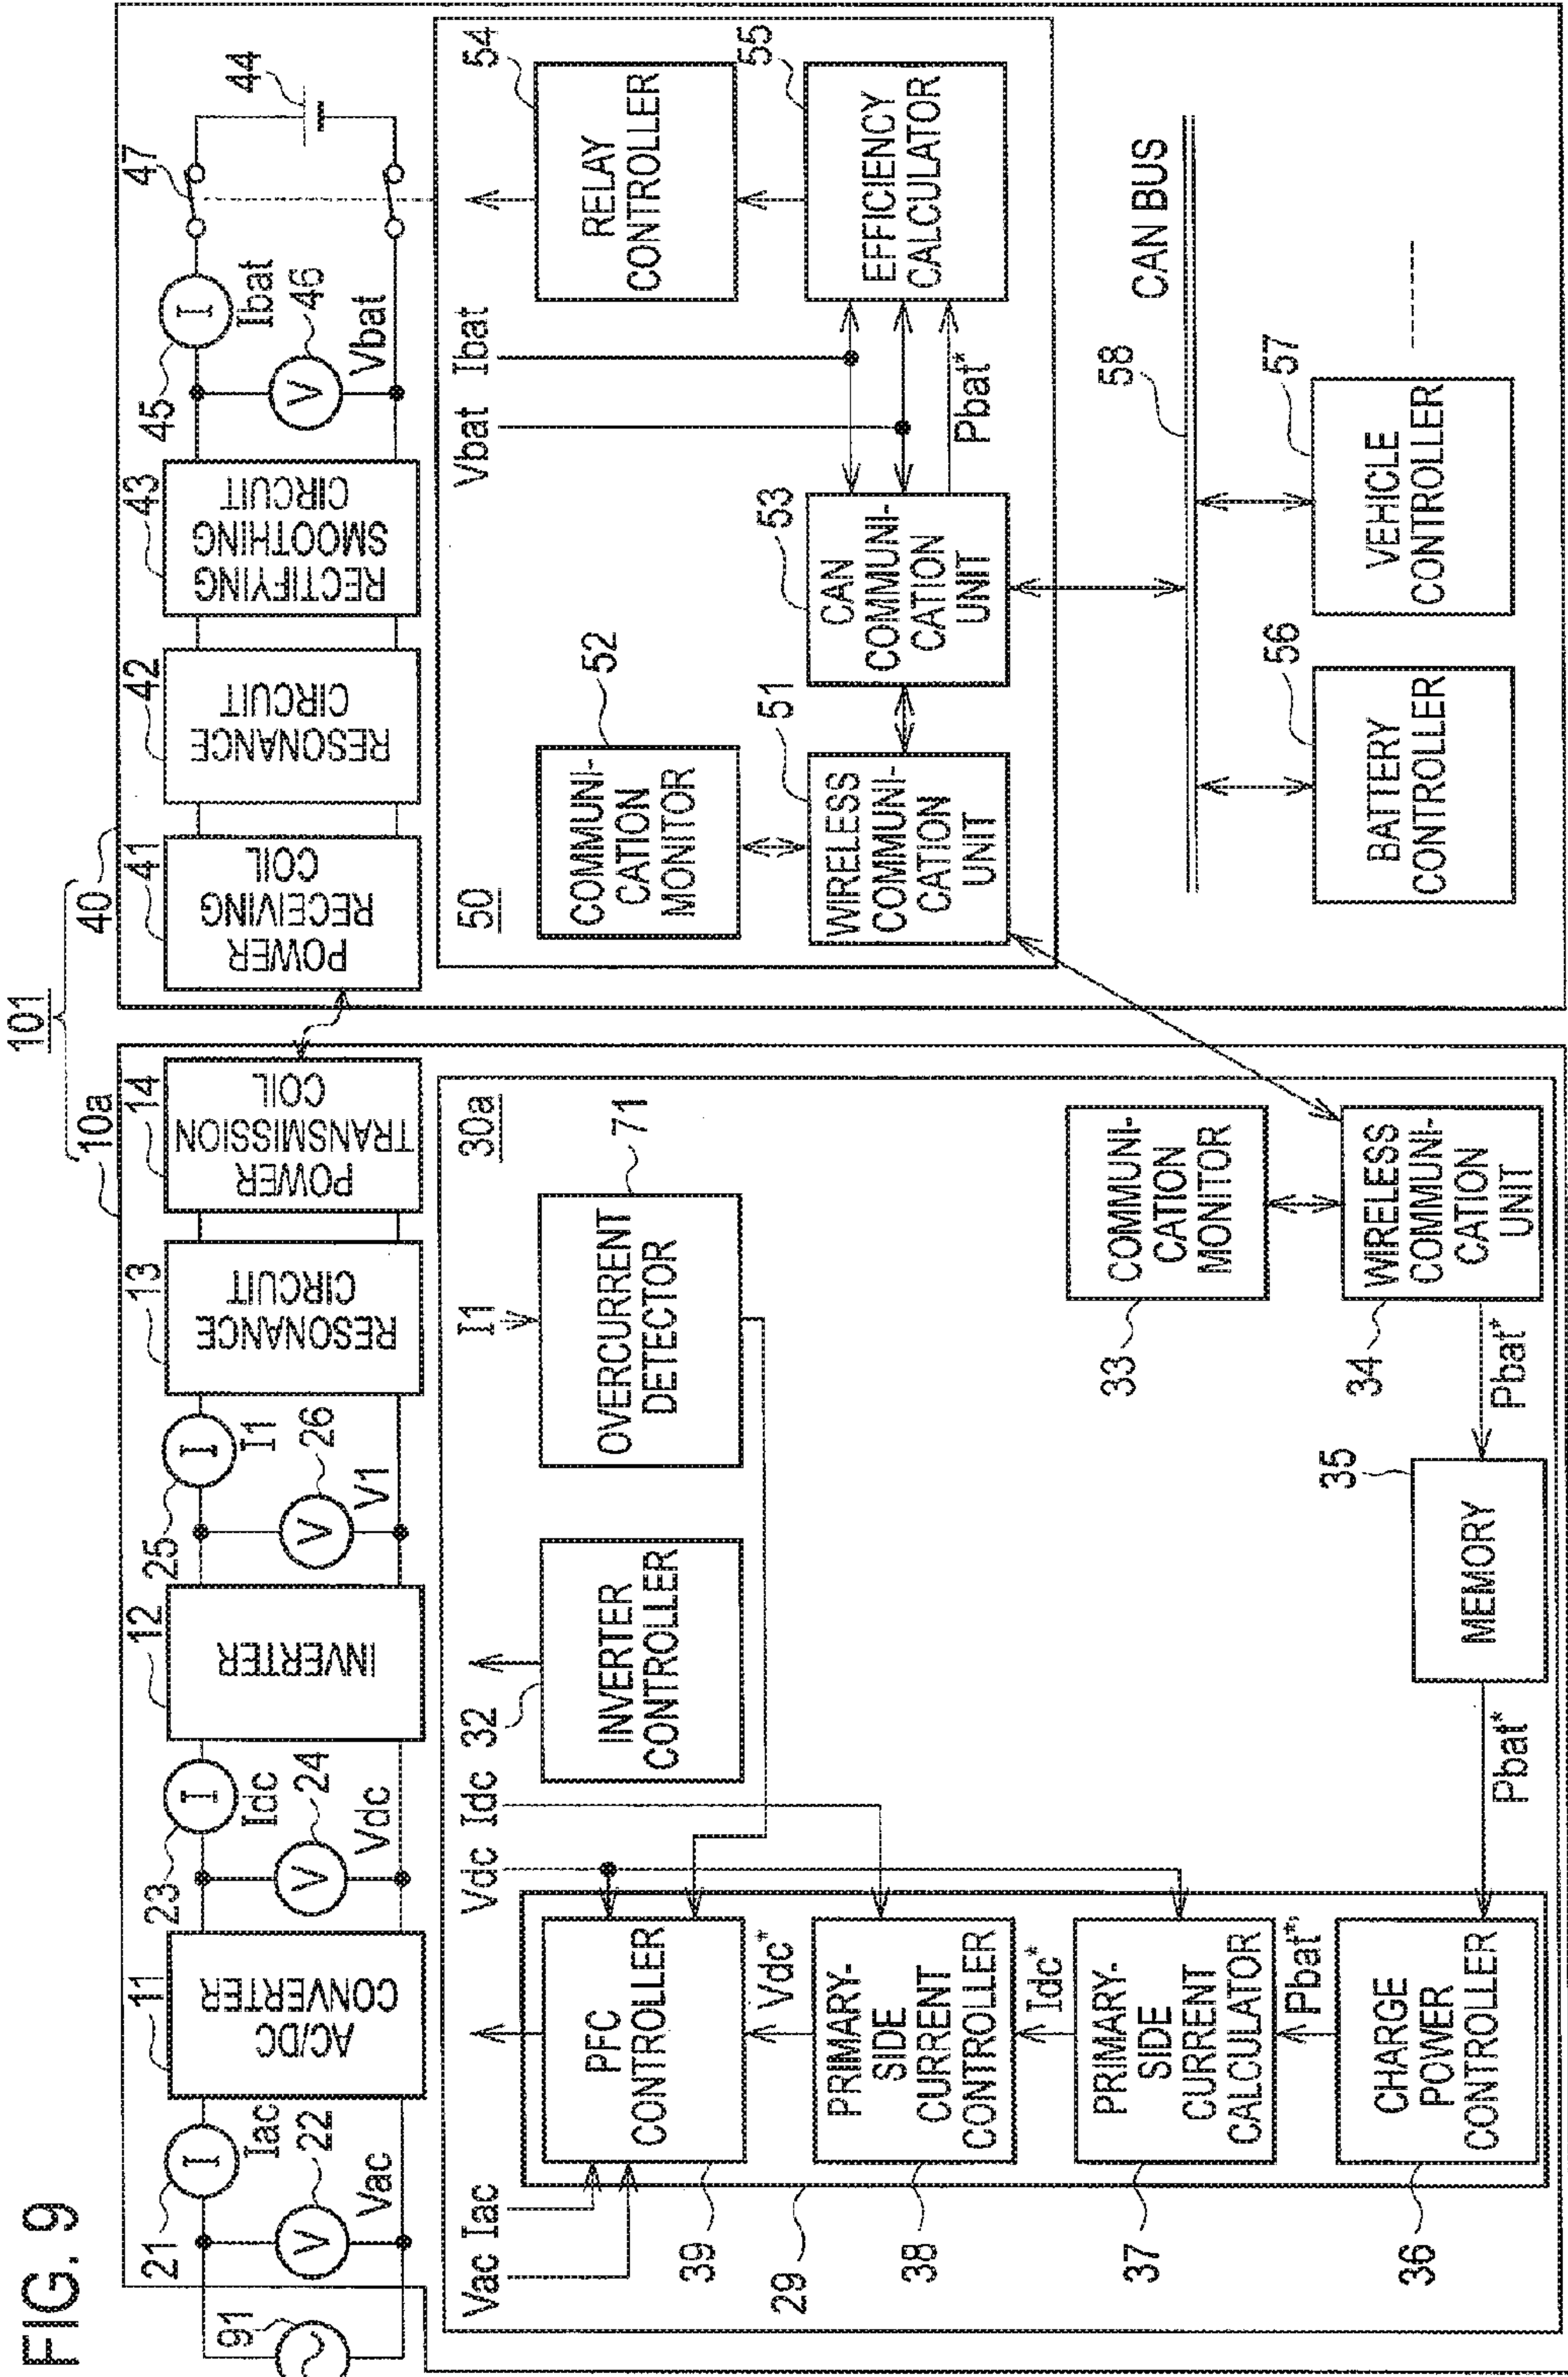 FIG. 9
101
10a
40
91
21
I
Iac
22
V
Vac
11
AC/DC
CONVERTER
23
I
Idc
24
V
Vdc
12
INVERTER
25
I
I1
26
V
V1
13
RESONANCE
CIRCUIT
14
POWER
TRANSMISSION
COIL
41
POWER
RECEIVING
COIL
42
RESONANCE
CIRCUIT
43
RECTIFYING
SMOOTHING
CIRCUIT
45
I
Ibat
46
V
Vbat
47
44
30a
Vac Iac
Vdc Idc
32
INVERTER
CONTROLLER
I1
OVERCURRENT
DETECTOR
71
39
PFC
CONTROLLER
Vdc*
29
38
PRIMARY-
SIDE
CURRENT
CONTROLLER
Idc*
37
PRIMARY-
SIDE
CURRENT
CALCULATOR
Pbat*'
36
CHARGE
POWER
CONTROLLER
Pbat*
35
MEMORY
Pbat*
33
COMMUNI-
CATION
MONITOR
34
WIRELESS
COMMUNI-
CATION
UNIT
50
COMMUNI-
CATION
MONITOR
52
WIRELESS
COMMUNI-
CATION
UNIT
51
CAN
COMMUNI-
CATION
UNIT
53
Vbat Ibat
Pbat*
RELAY
CONTROLLER
54
EFFICIENCY
CALCULATOR
55
58
CAN BUS
BATTERY
CONTROLLER
56
VEHICLE
CONTROLLER
57